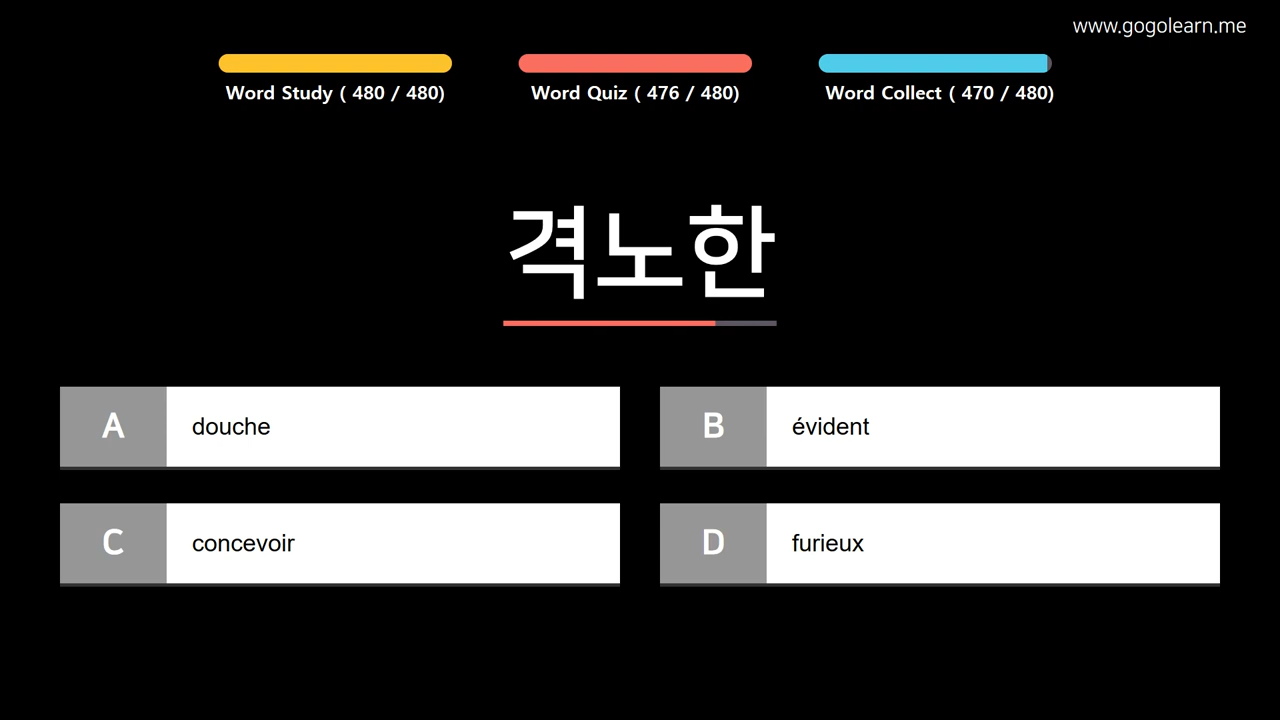 www.gogolearn.me
Word Study ( 480 / 480)
Word Quiz ( 476 / 480)
Word Collect ( 470 / 480)
격노한
A
douche
B
évident
C
concevoir
D
furieux